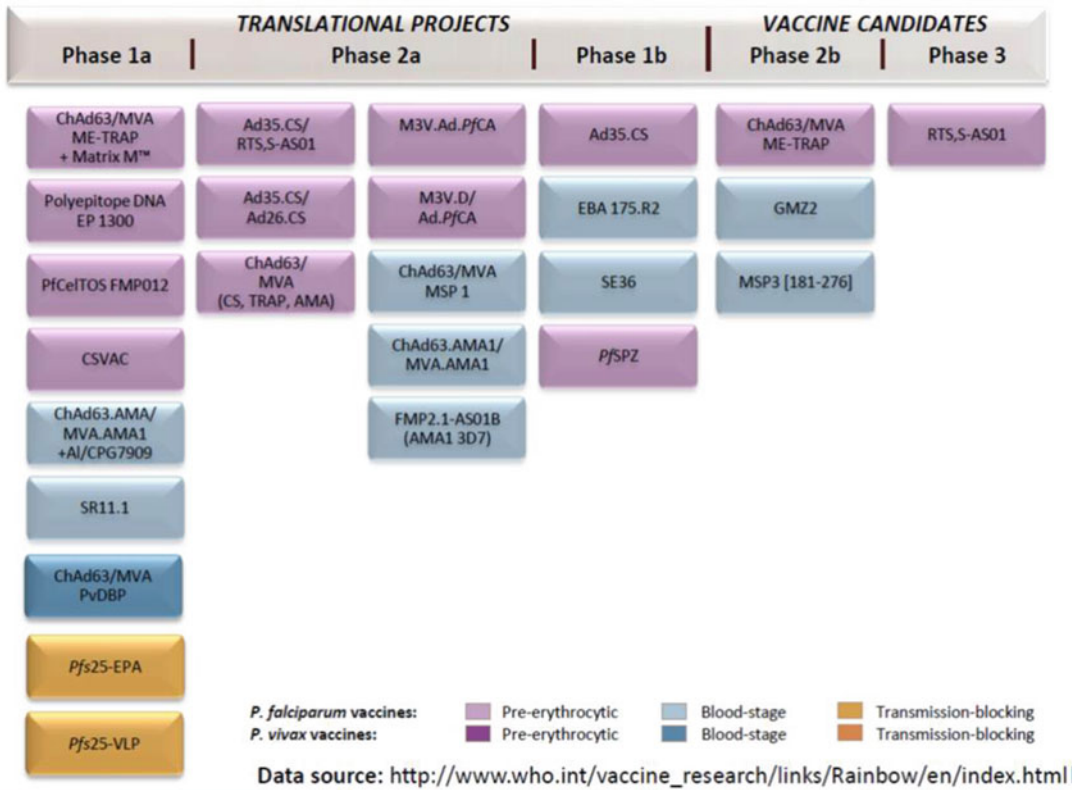 TRANSLATIONAL PROJECTS
VACCINE CANDIDATES
Phase 1a
Phase 2a
Phase 1b
Phase 2b
Phase 3
ChAd63/MVA
ME-TRAP
+ Matrix M™
Polyepitope DNA
EP 1300
PfCelTOS FMP012
CSVAC
ChAd63.AMA/
MVA.AMA1
+Al/CPG7909
SR11.1
ChAd63/MVA
PvDBP
Pfs25-EPA
Pfs25-VLP
Ad35.CS/
RTS,S-AS01
Ad35.CS/
Ad26.CS
ChAd63/
MVA
(CS, TRAP, AMA)
M3V.Ad.PfCA
M3V.D/
Ad.PfCA
ChAd63/MVA
MSP 1
ChAd63.AMA1/
MVA.AMA1
FMP2.1-AS01B
(AMA1 3D7)
Ad35.CS
EBA 175.R2
SE36
PfSPZ
ChAd63/MVA
ME-TRAP
GMZ2
MSP3 [181-276]
RTS,S-AS01
P. falciparum vaccines: Pre-erythrocytic Blood-stage Transmission-blocking
P. vivax vaccines: Pre-erythrocytic Blood-stage Transmission-blocking
Data source: http://www.who.int/vaccine_research/links/Rainbow/en/index.html